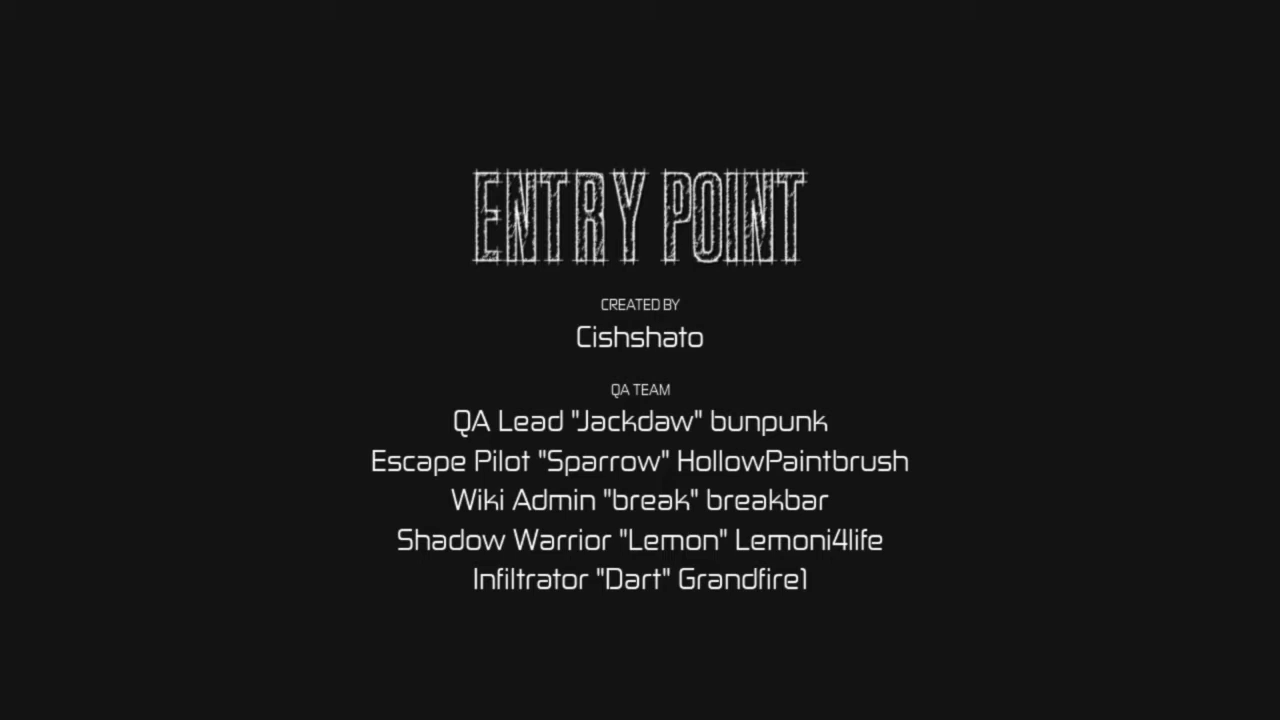 ENTRY POINT
CREATED BY
Cishshato
QA TEAM
QA Lead "Jackdaw" bunpunk
Escape Pilot "Sparrow" HollowPaintbrush
Wiki Admin "break" breakbar
Shadow Warrior "Lemon" Lemoni4life
Infiltrator "Dart" Grandfire1